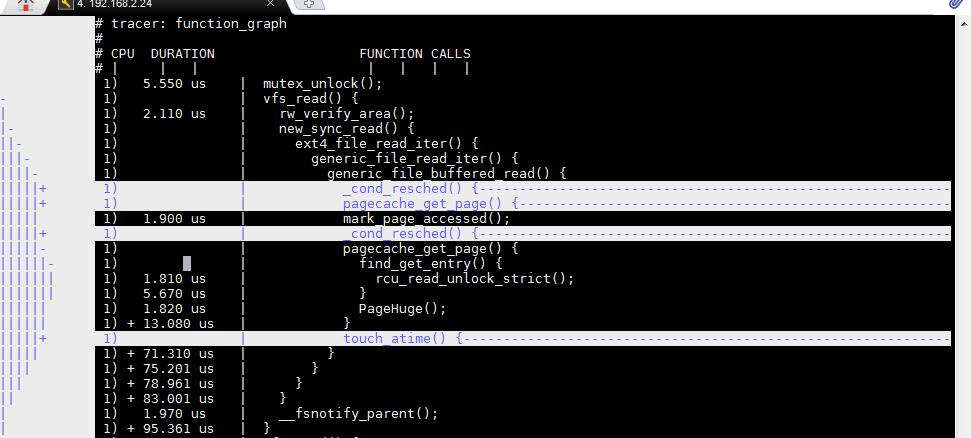 4. 192.168.2.24
# tracer: function_graph
#
# CPU  DURATION                  FUNCTION CALLS
# |     |   |                     |   |   |   |
 1)   5.550 us    |  mutex_unlock();
 1)               |  vfs_read() {
 1)   2.110 us    |    rw_verify_area();
 1)               |    new_sync_read() {
 1)               |      ext4_file_read_iter() {
 1)               |        generic_file_read_iter() {
 1)               |          generic_file_buffered_read() {
 1)               |            _cond_resched() {-----------------------------------------------------------
 1)               |            pagecache_get_page() {------------------------------------------------------
 1)   1.900 us    |            mark_page_accessed();
 1)               |            _cond_resched() {-----------------------------------------------------------
 1)               |            pagecache_get_page() {
 1)               |              find_get_entry() {
 1)   1.810 us    |                rcu_read_unlock_strict();
 1)   5.670 us    |              }
 1)   1.820 us    |              PageHuge();
 1) + 13.080 us   |            }
 1)               |            touch_atime() {-------------------------------------------------------------
 1) + 71.310 us   |          }
 1) + 75.201 us   |        }
 1) + 78.961 us   |      }
 1) + 83.001 us   |    }
 1)   1.970 us    |    __fsnotify_parent();
 1) + 95.361 us   |  }